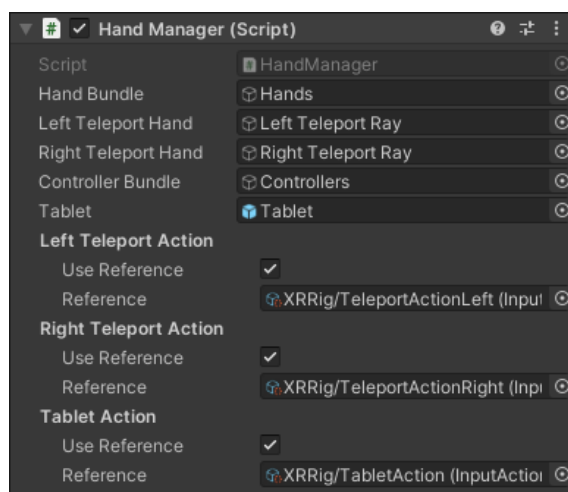 Hand Manager (Script)
Script HandManager
Hand Bundle Hands
Left Teleport Hand Left Teleport Ray
Right Teleport Hand Right Teleport Ray
Controller Bundle Controllers
Tablet Tablet
Left Teleport Action
Use Reference
Reference XRRig/TeleportActionLeft (Input
Right Teleport Action
Use Reference
Reference XRRig/TeleportActionRight (Inpu
Tablet Action
Use Reference
Reference XRRig/TabletAction (InputAction